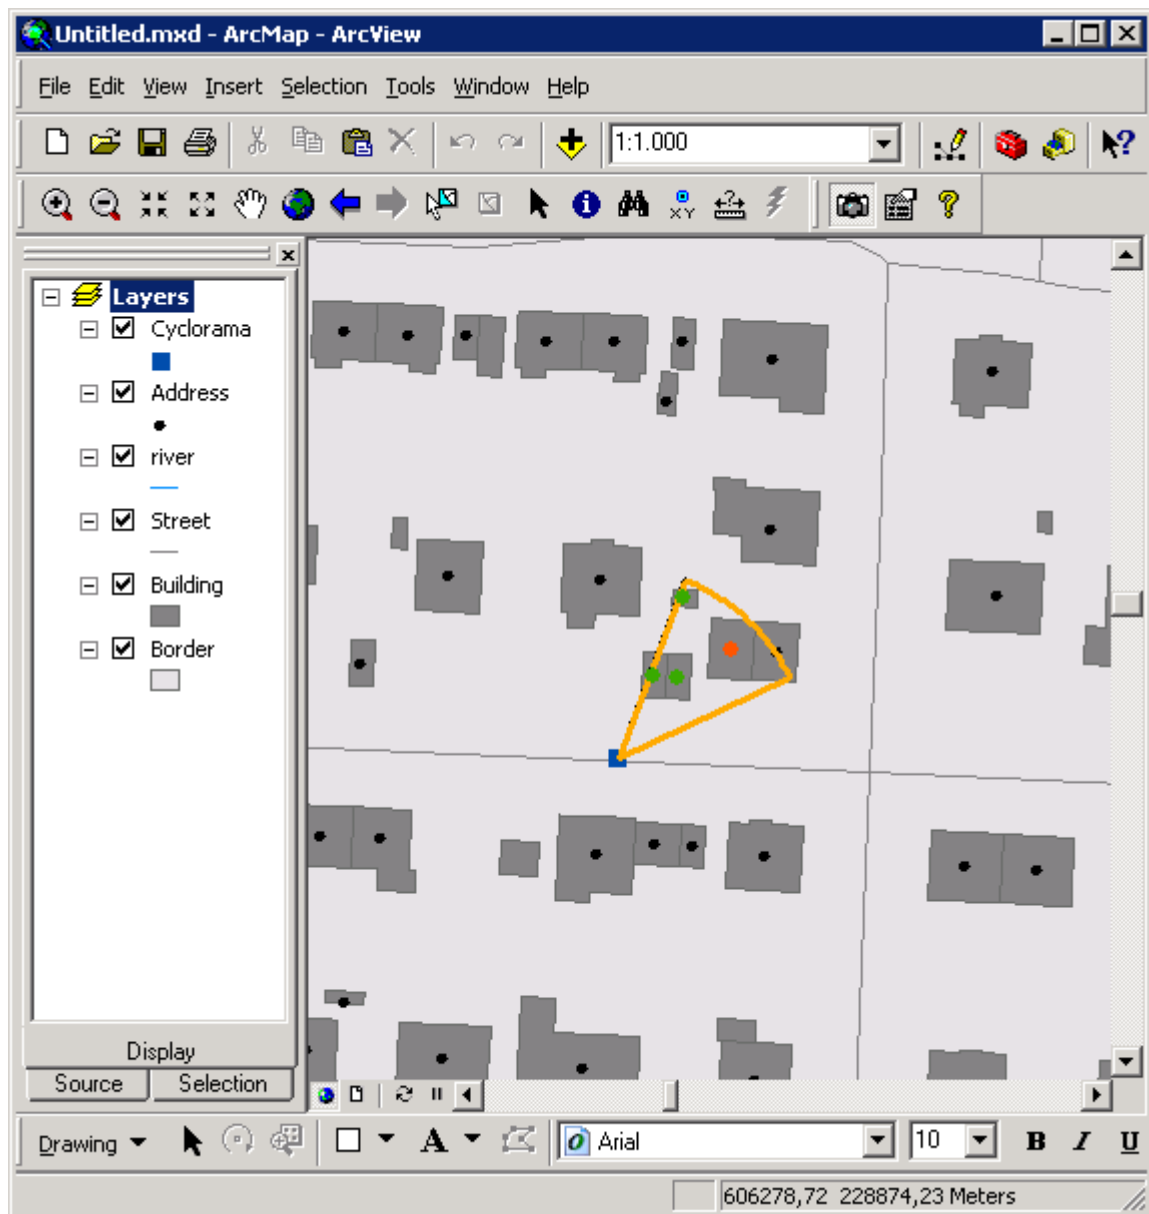 Untitled.mxd - ArcMap - ArcView
File Edit View Insert Selection Tools Window Help
1:1.000
XY
Layers
Cyclorama
Address
river
Street
Building
Border
Display
Source Selection
Drawing A Arial 10 B I U
606278,72 228874,23 Meters